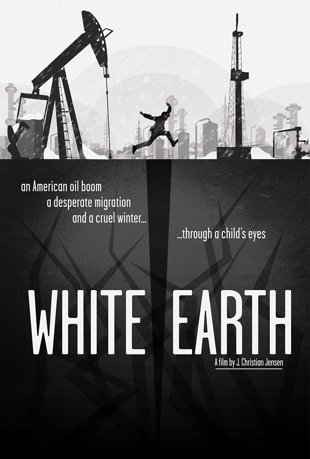 an American oil boom
a desperate migration
and a cruel winter...
...through a child's eyes
WHITE EARTH
A film by J. Christian Jensen